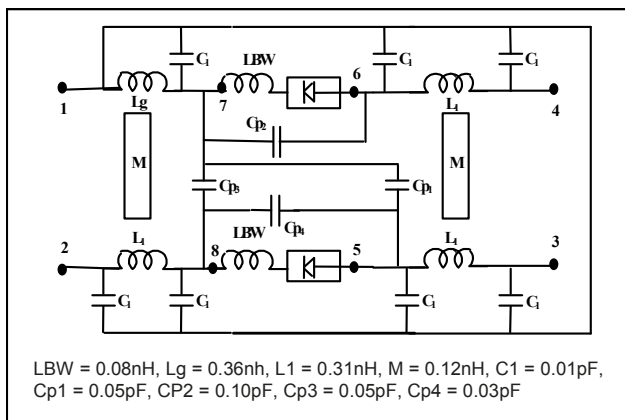 C₁ LBW C₁ C₁
6
1 Lg 7 L₁ 4
Cp₂
M Cp₃ Cp₁ M
Cp₄
2 L₁ 8 LBW 5 L₁ 3
C₁ C₁ C₁ C₁
LBW = 0.08nH, Lg = 0.36nh, L1 = 0.31nH, M = 0.12nH, C1 = 0.01pF,
Cp1 = 0.05pF, CP2 = 0.10pF, Cp3 = 0.05pF, Cp4 = 0.03pF